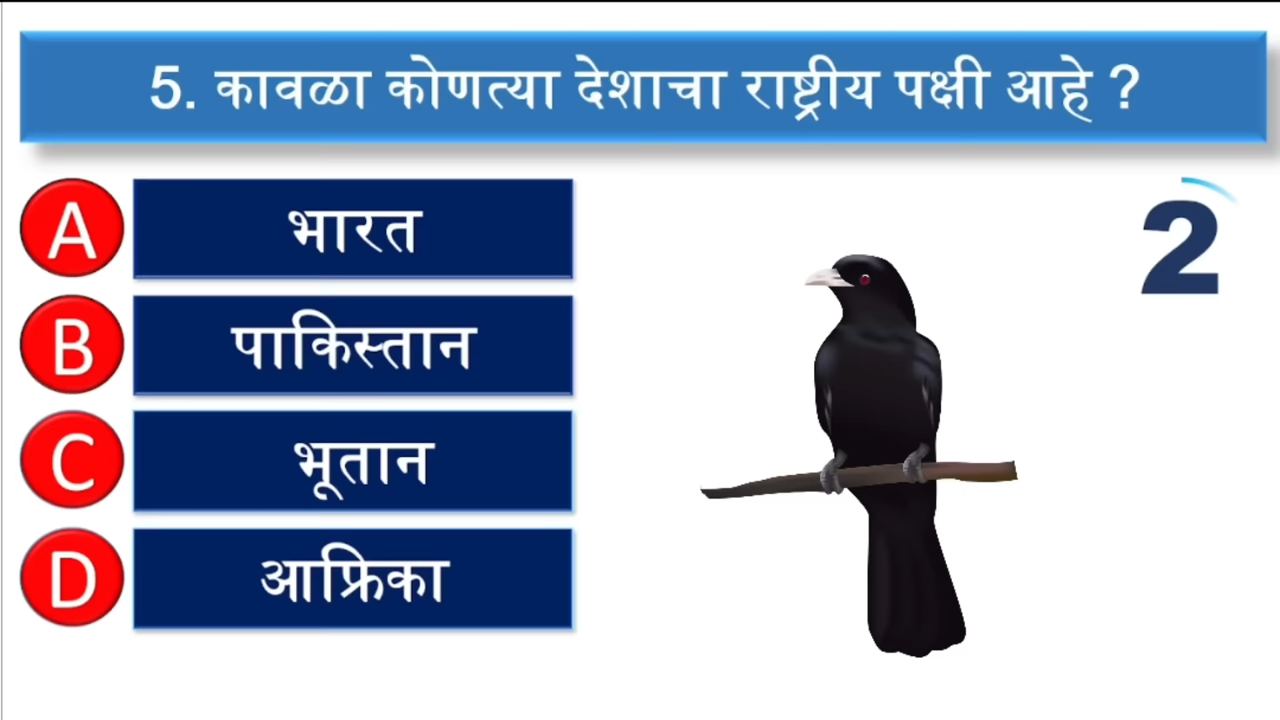 5. कावळा कोणत्या देशाचा राष्ट्रीय पक्षी आहे ?
A भारत
2
B पाकिस्तान
C भूतान
D आफ्रिका